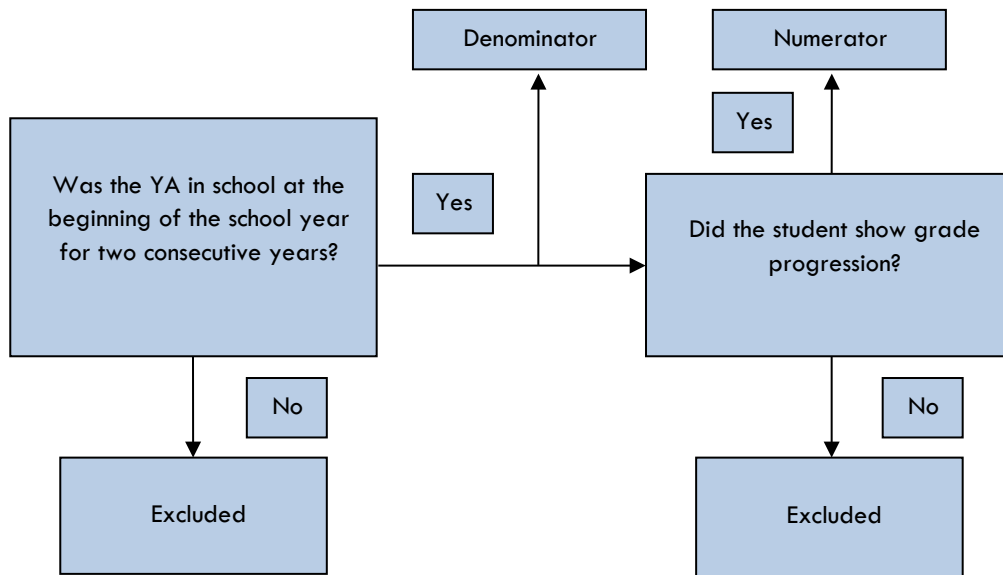 Denominator
Numerator
Yes
Was the YA in school at the
beginning of the school year
for two consecutive years?
Yes
Did the student show grade
progression?
No
No
Excluded
Excluded